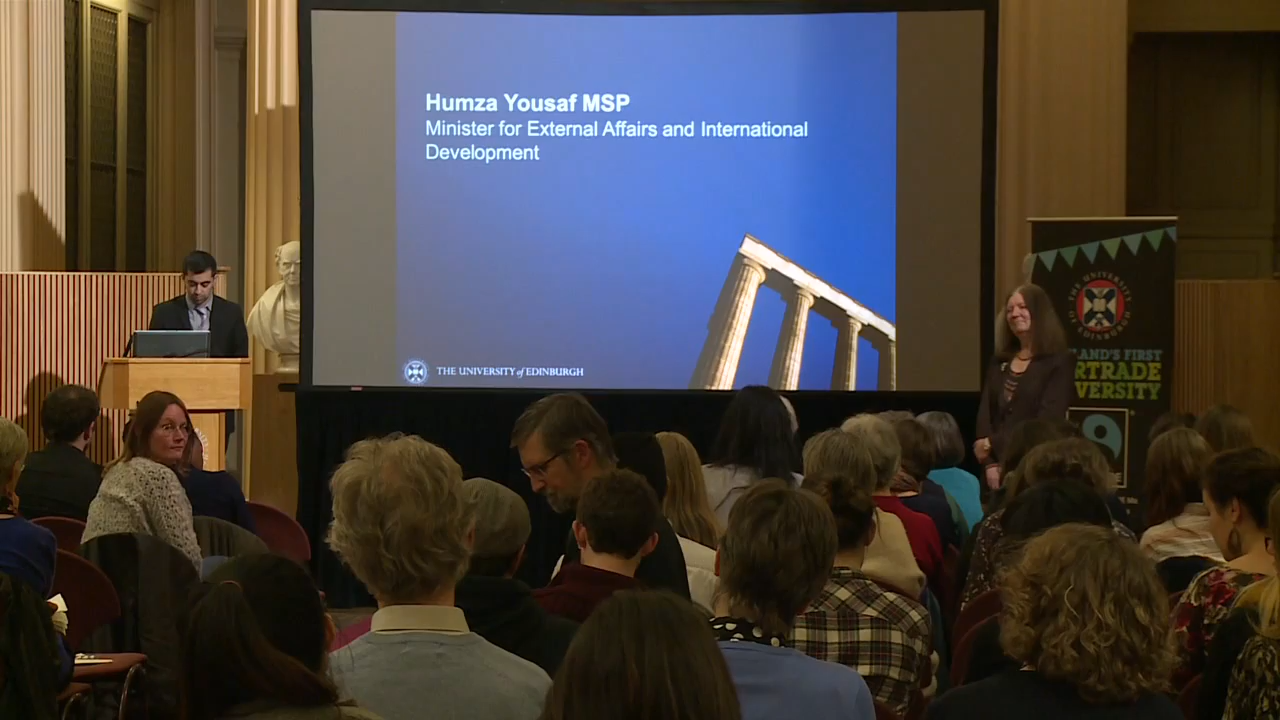 Humza Yousaf MSP
Minister for External Affairs and International
Development
THE UNIVERSITY of EDINBURGH
THE UNIVERSITY
OF EDINBURGH
LAND'S FIRST
RTRADE
VERSITY